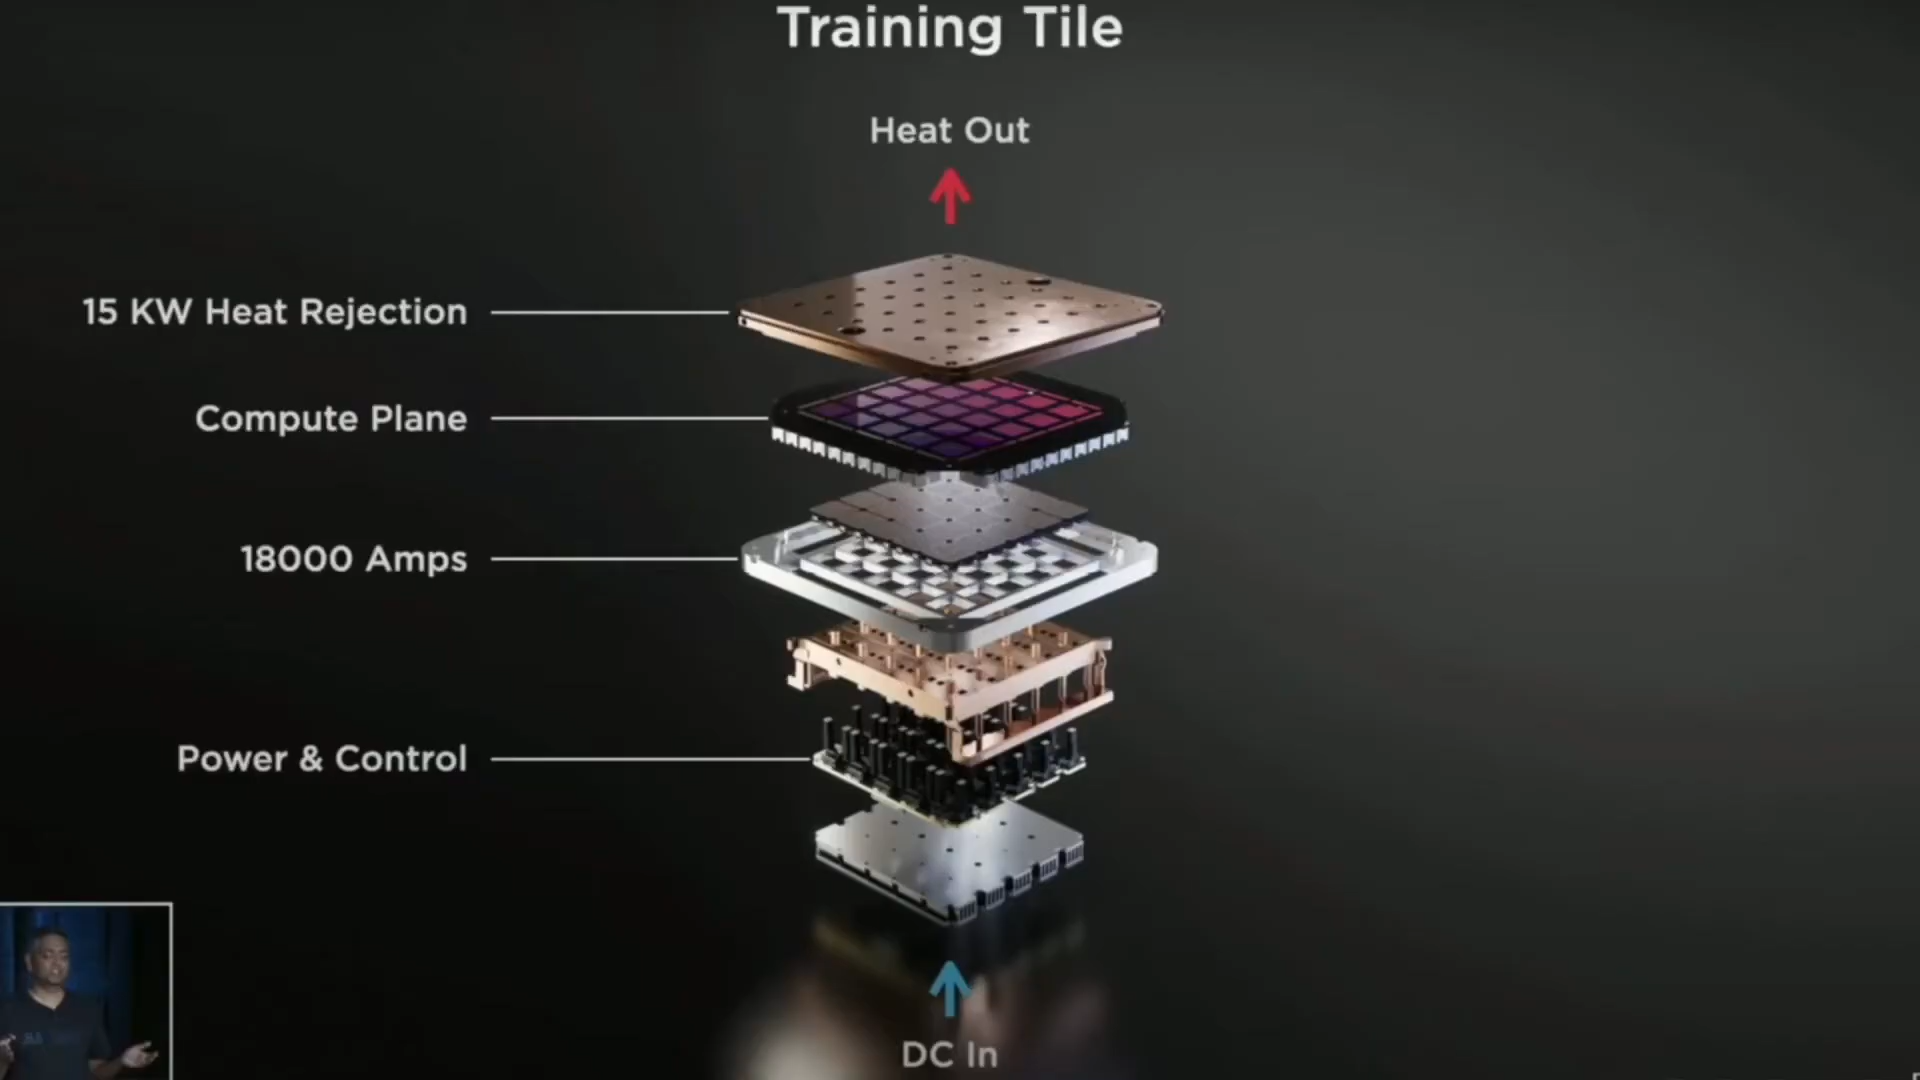 Training Tile
Heat Out
15 KW Heat Rejection
Compute Plane
18000 Amps
Power & Control
DC In